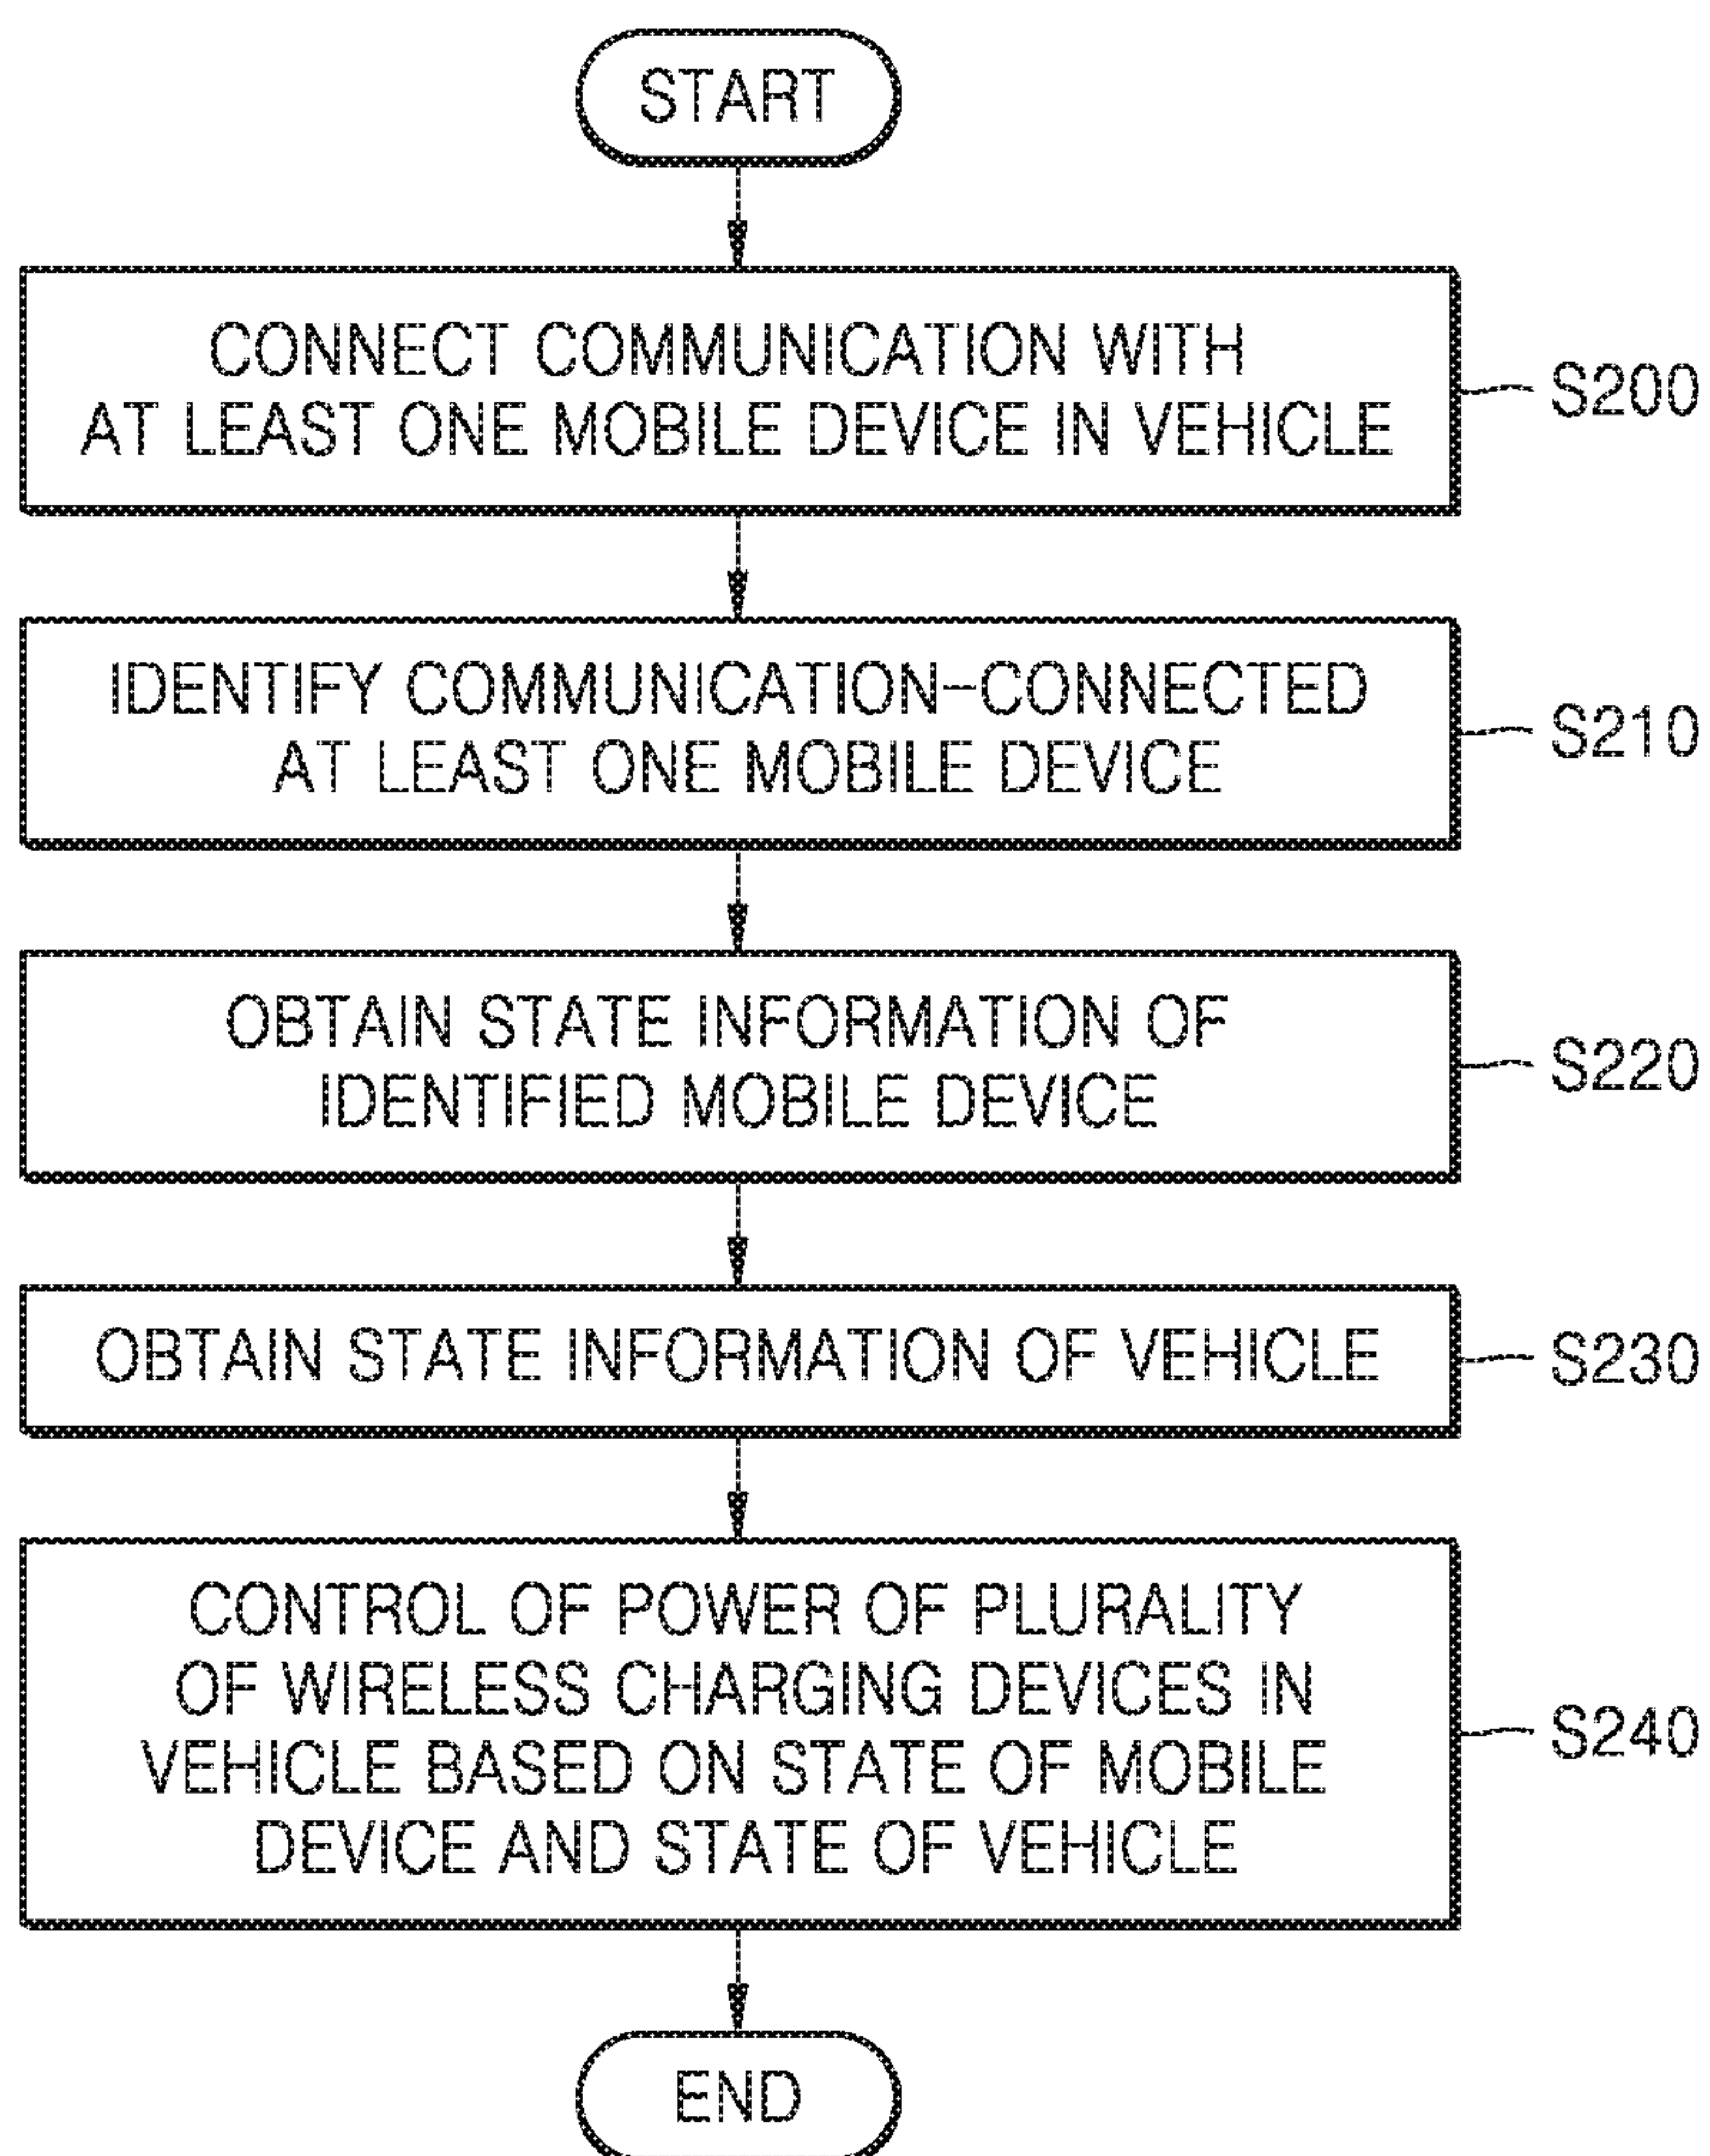 START
CONNECT COMMUNICATION WITH
AT LEAST ONE MOBILE DEVICE IN VEHICLE
S200
IDENTIFY COMMUNICATION-CONNECTED
AT LEAST ONE MOBILE DEVICE
S210
OBTAIN STATE INFORMATION OF
IDENTIFIED MOBILE DEVICE
S220
OBTAIN STATE INFORMATION OF VEHICLE
S230
CONTROL OF POWER OF PLURALITY
OF WIRELESS CHARGING DEVICES IN
VEHICLE BASED ON STATE OF MOBILE
DEVICE AND STATE OF VEHICLE
S240
END